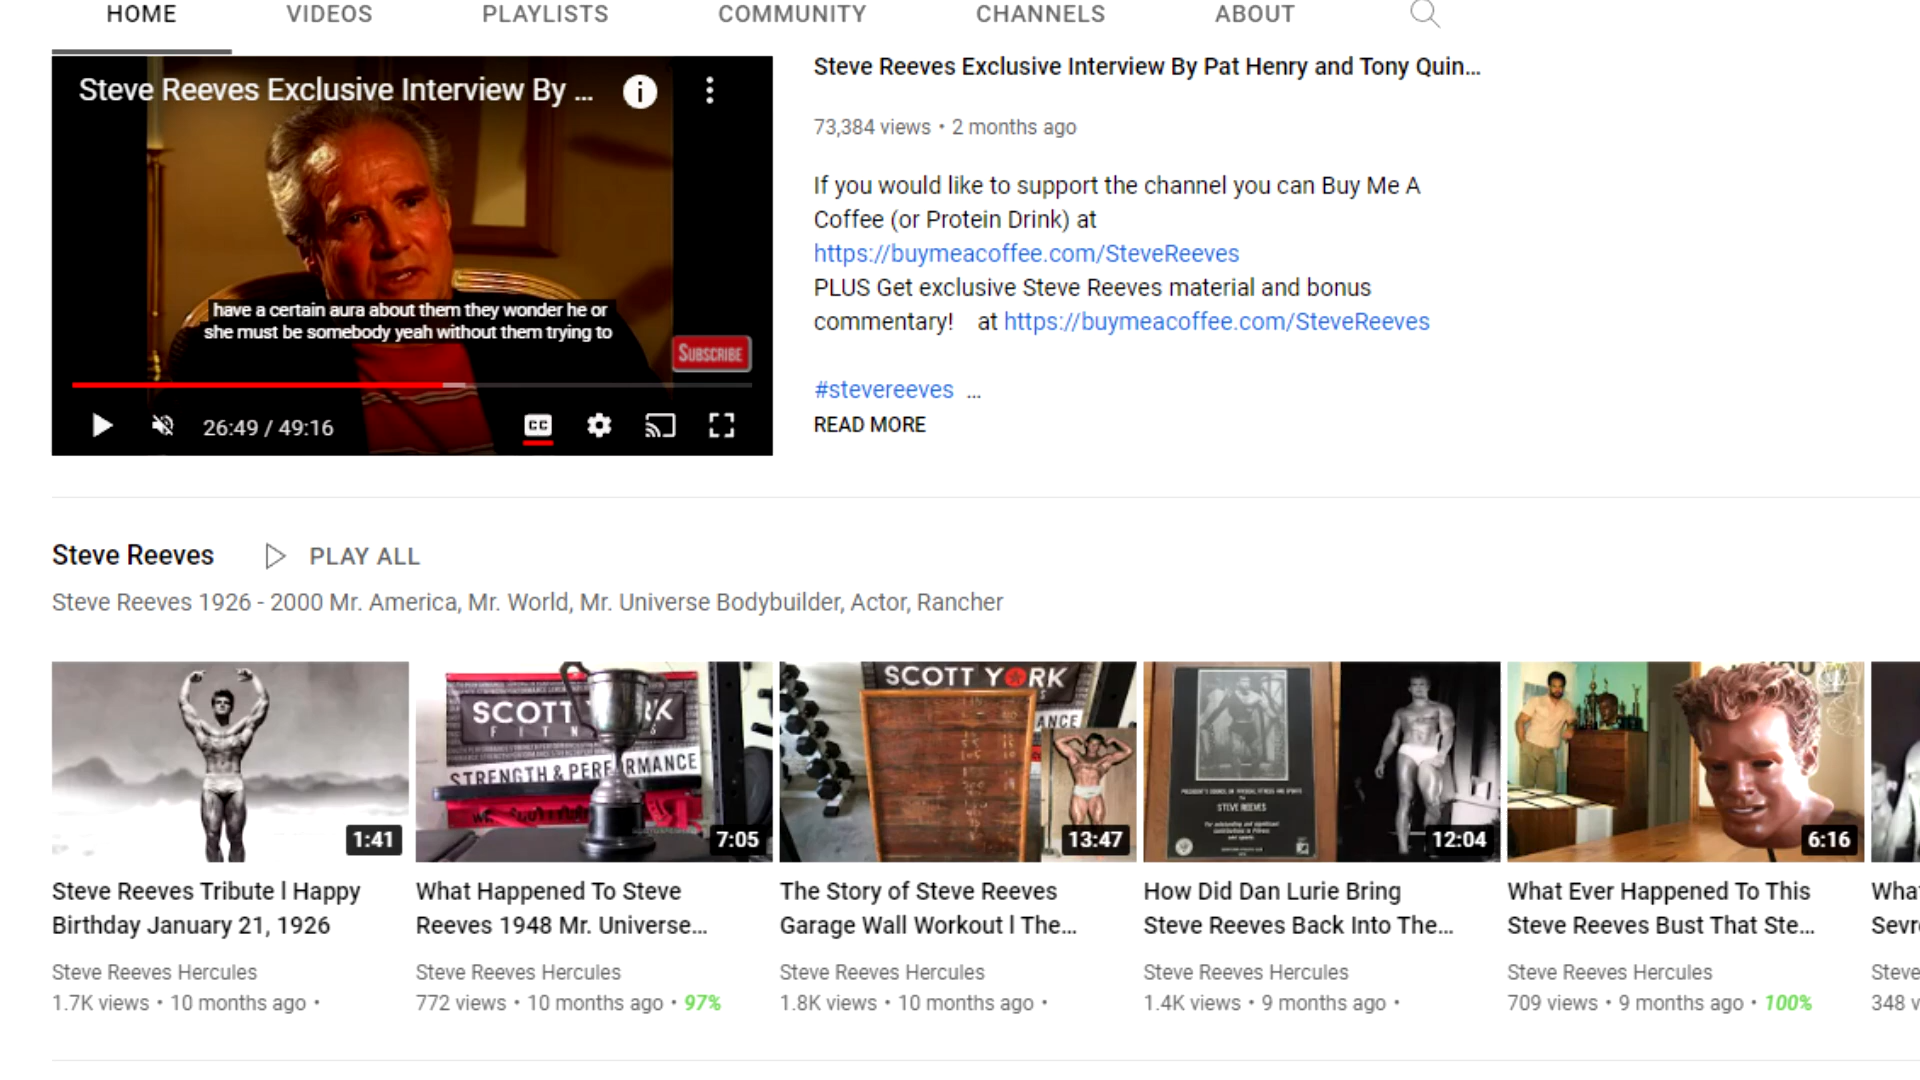 HOME VIDEOS PLAYLISTS COMMUNITY CHANNELS ABOUT
Steve Reeves Exclusive Interview By ...
have a certain aura about them they wonder he or
she must be somebody yeah without them trying to
SUBSCRIBE
26:49 / 49:16
CC
Steve Reeves Exclusive Interview By Pat Henry and Tony Quin...
73,384 views • 2 months ago
If you would like to support the channel you can Buy Me A
Coffee (or Protein Drink) at
https://buymeacoffee.com/SteveReeves
PLUS Get exclusive Steve Reeves material and bonus
commentary! at https://buymeacoffee.com/SteveReeves
#stevereeves ...
READ MORE
Steve Reeves PLAY ALL
Steve Reeves 1926 - 2000 Mr. America, Mr. World, Mr. Universe Bodybuilder, Actor, Rancher
1:41
SCOTT RK
STRENGTH & PERF RMANCE
7:05
SCOTT YORK
ANCE
13:47
STEVE REEVES
12:04
6:16
Steve Reeves Tribute l Happy
Birthday January 21, 1926
Steve Reeves Hercules
1.7K views • 10 months ago •
What Happened To Steve
Reeves 1948 Mr. Universe...
Steve Reeves Hercules
772 views • 10 months ago • 97%
The Story of Steve Reeves
Garage Wall Workout l The...
Steve Reeves Hercules
1.8K views • 10 months ago •
How Did Dan Lurie Bring
Steve Reeves Back Into The...
Steve Reeves Hercules
1.4K views • 9 months ago •
What Ever Happened To This
Steve Reeves Bust That Ste...
Steve Reeves Hercules
709 views • 9 months ago • 100%
Wha
Sevr
Steve
348 v